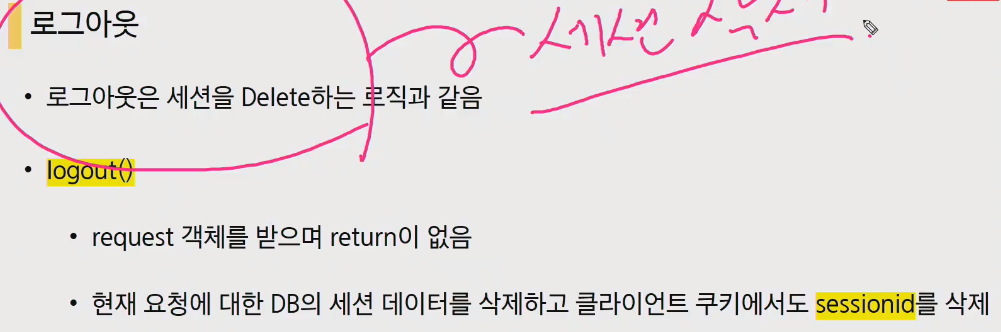 로그아웃
세션 삭제
• 로그아웃은 세션을 Delete하는 로직과 같음
• logout()
• request 객체를 받으며 return이 없음
• 현재 요청에 대한 DB의 세션 데이터를 삭제하고 클라이언트 쿠키에서도 sessionid를 삭제